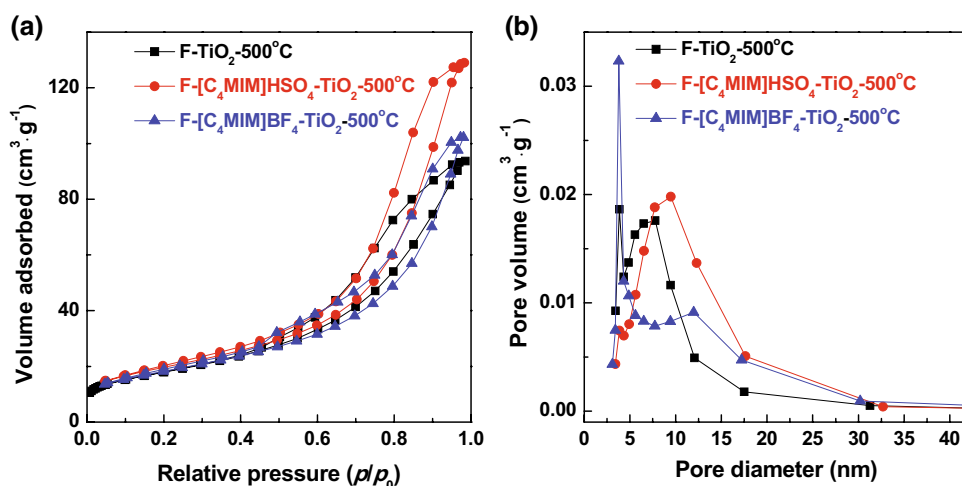 (a)
F-TiO₂-500°C
F-[C₄MIM]HSO₄-TiO₂-500°C
F-[C₄MIM]BF₄-TiO₂-500°C
Volume adsorbed (cm³·g⁻¹)
120
80
40
0
0.0 0.2 0.4 0.6 0.8 1.0
Relative pressure (p/p₀)
(b)
F-TiO₂-500°C
F-[C₄MIM]HSO₄-TiO₂-500°C
F-[C₄MIM]BF₄-TiO₂-500°C
Pore volume (cm³·g⁻¹)
0.03
0.02
0.01
0.00
0 5 10 15 20 25 30 35 40
Pore diameter (nm)